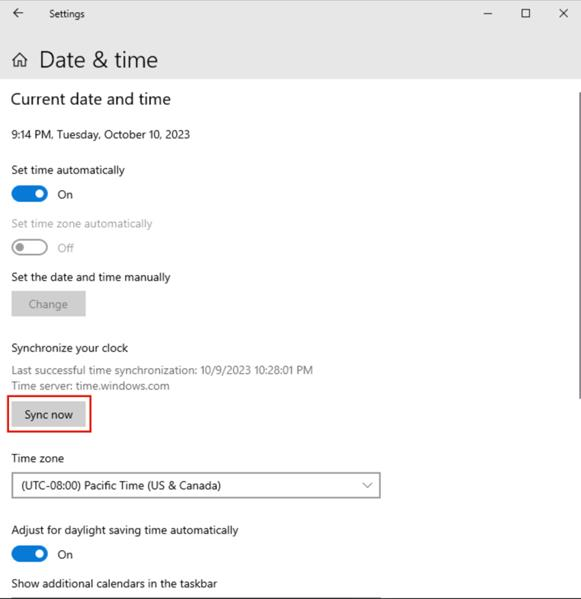 Settings
Date & time
Current date and time
9:14 PM, Tuesday, October 10, 2023
Set time automatically
On
Set time zone automatically
Off
Set the date and time manually
Change
Synchronize your clock
Last successful time synchronization: 10/9/2023 10:28:01 PM
Time server: time.windows.com
Sync now
Time zone
(UTC-08:00) Pacific Time (US & Canada)
Adjust for daylight saving time automatically
On
Show additional calendars in the taskbar